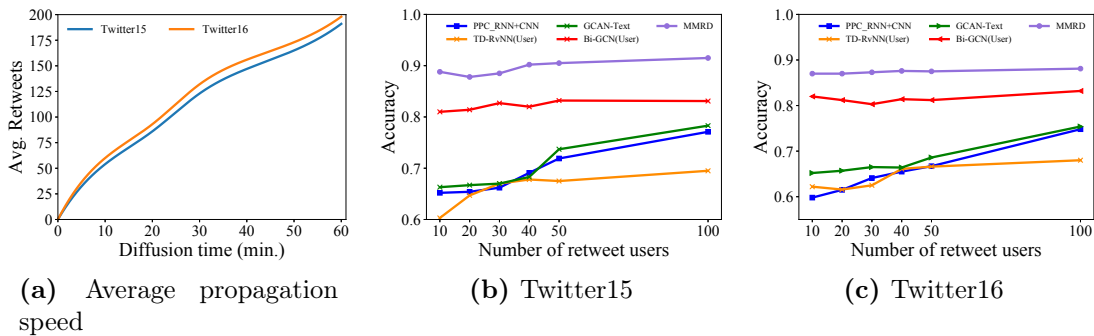 Twitter15 Twitter16
Avg. Retweets
200
175
150
125
100
75
50
25
0
0 10 20 30 40 50 60
Diffusion time (min.)
(a) Average propagation
speed
PPC_RNN+CNN GCAN-Text MMRD
TD-RvNN(User) Bi-GCN(User)
Accuracy
1.0
0.9
0.8
0.7
0.6
10 20 30 40 50 100
Number of retweet users
(b) Twitter15
PPC_RNN+CNN GCAN-Text MMRD
TD-RvNN(User) Bi-GCN(User)
Accuracy
1.0
0.9
0.8
0.7
0.6
10 20 30 40 50 100
Number of retweet users
(c) Twitter16